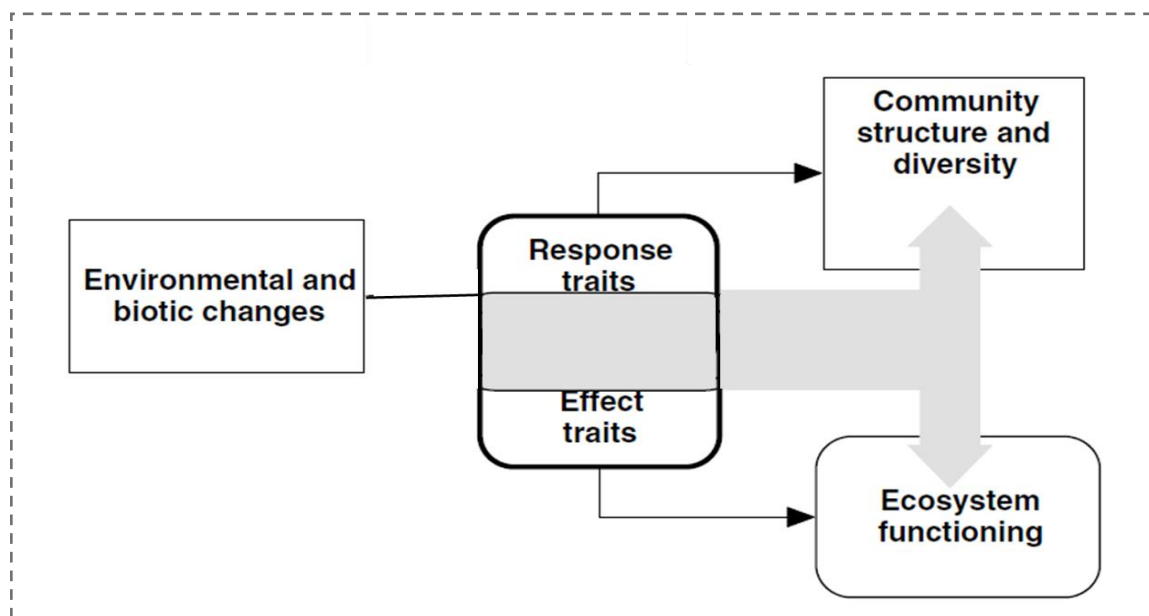 Community
structure and
diversity
Environmental and
biotic changes
Response
traits
Effect
traits
Ecosystem
functioning